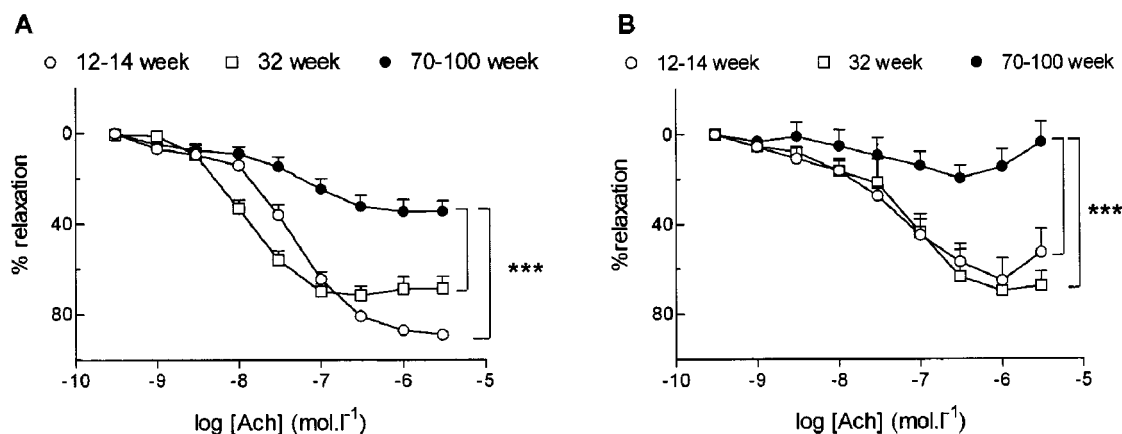 A
12-14 week 32 week 70-100 week
0
40
80
% relaxation
-10 -9 -8 -7 -6 -5
log [Ach] (mol.l⁻¹)
***
B
12-14 week 32 week 70-100 week
0
40
80
%relaxation
-10 -9 -8 -7 -6 -5
log [Ach] (mol.l⁻¹)
***